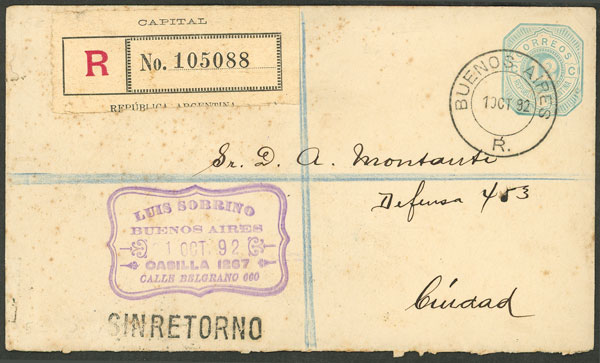 CAPITAL
R No. 105088
REPÚBLICA ARGENTINA
CORREOS
BUENOS AIRES
1 OCT 92
R.
Sr. D. A. Montanti
Defensa 453
Ciudad
LUIS SOBRINO
BUENOS AIRES
1 OCT. 92
CASILLA 1267
CALLE BELGRANO 660
SIN RETORNO